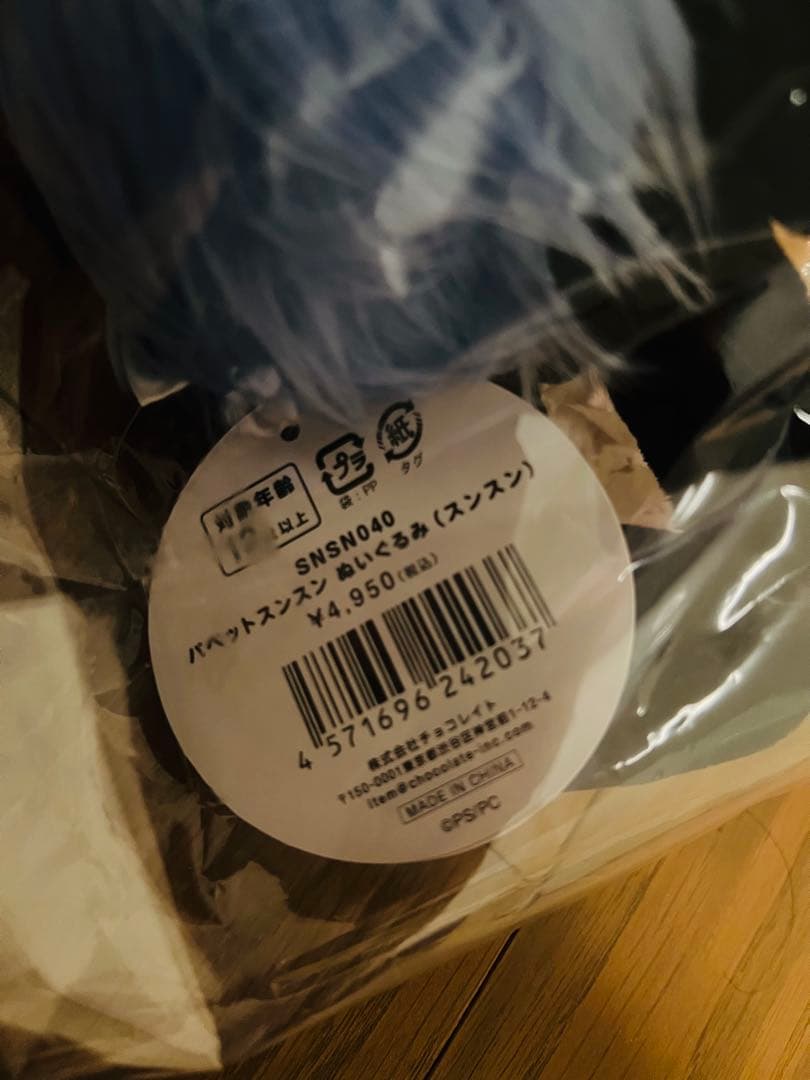 対象年齢
以上
プラ
袋：PP
紙
タグ
SNSN040
パペットスンスン ぬいぐるみ（スンスン）
￥4,950（税込）
4 571696 242037
株式会社チョコレイト
〒150-0001東京都渋谷区神宮前1-12-4
item@chocolate-inc.com
MADE IN CHINA
©PS/PC